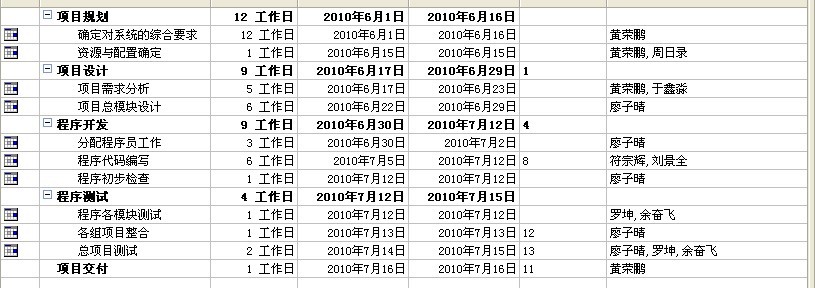 项目规划 12 工作日 2010年6月1日 2010年6月16日
确定对系统的综合要求 12 工作日 2010年6月1日 2010年6月16日 黄荣鹏
资源与配置确定 1 工作日 2010年6月15日 2010年6月15日 黄荣鹏, 周日录
项目设计 9 工作日 2010年6月17日 2010年6月29日 1
项目需求分析 5 工作日 2010年6月17日 2010年6月23日 黄荣鹏, 于鑫淼
项目总模块设计 6 工作日 2010年6月22日 2010年6月29日 廖子晴
程序开发 9 工作日 2010年6月30日 2010年7月12日 4
分配程序员工作 3 工作日 2010年6月30日 2010年7月2日 廖子晴
程序代码编写 6 工作日 2010年7月5日 2010年7月12日 8 符宗辉, 刘景全
程序初步检查 1 工作日 2010年7月12日 2010年7月12日 廖子晴
程序测试 4 工作日 2010年7月12日 2010年7月15日
程序各模块测试 1 工作日 2010年7月12日 2010年7月12日 罗坤, 余奋飞
各组项目整合 1 工作日 2010年7月13日 2010年7月13日 12 廖子晴
总项目测试 2 工作日 2010年7月14日 2010年7月15日 13 廖子晴, 罗坤, 余奋飞
项目交付 1 工作日 2010年7月16日 2010年7月16日 11 黄荣鹏